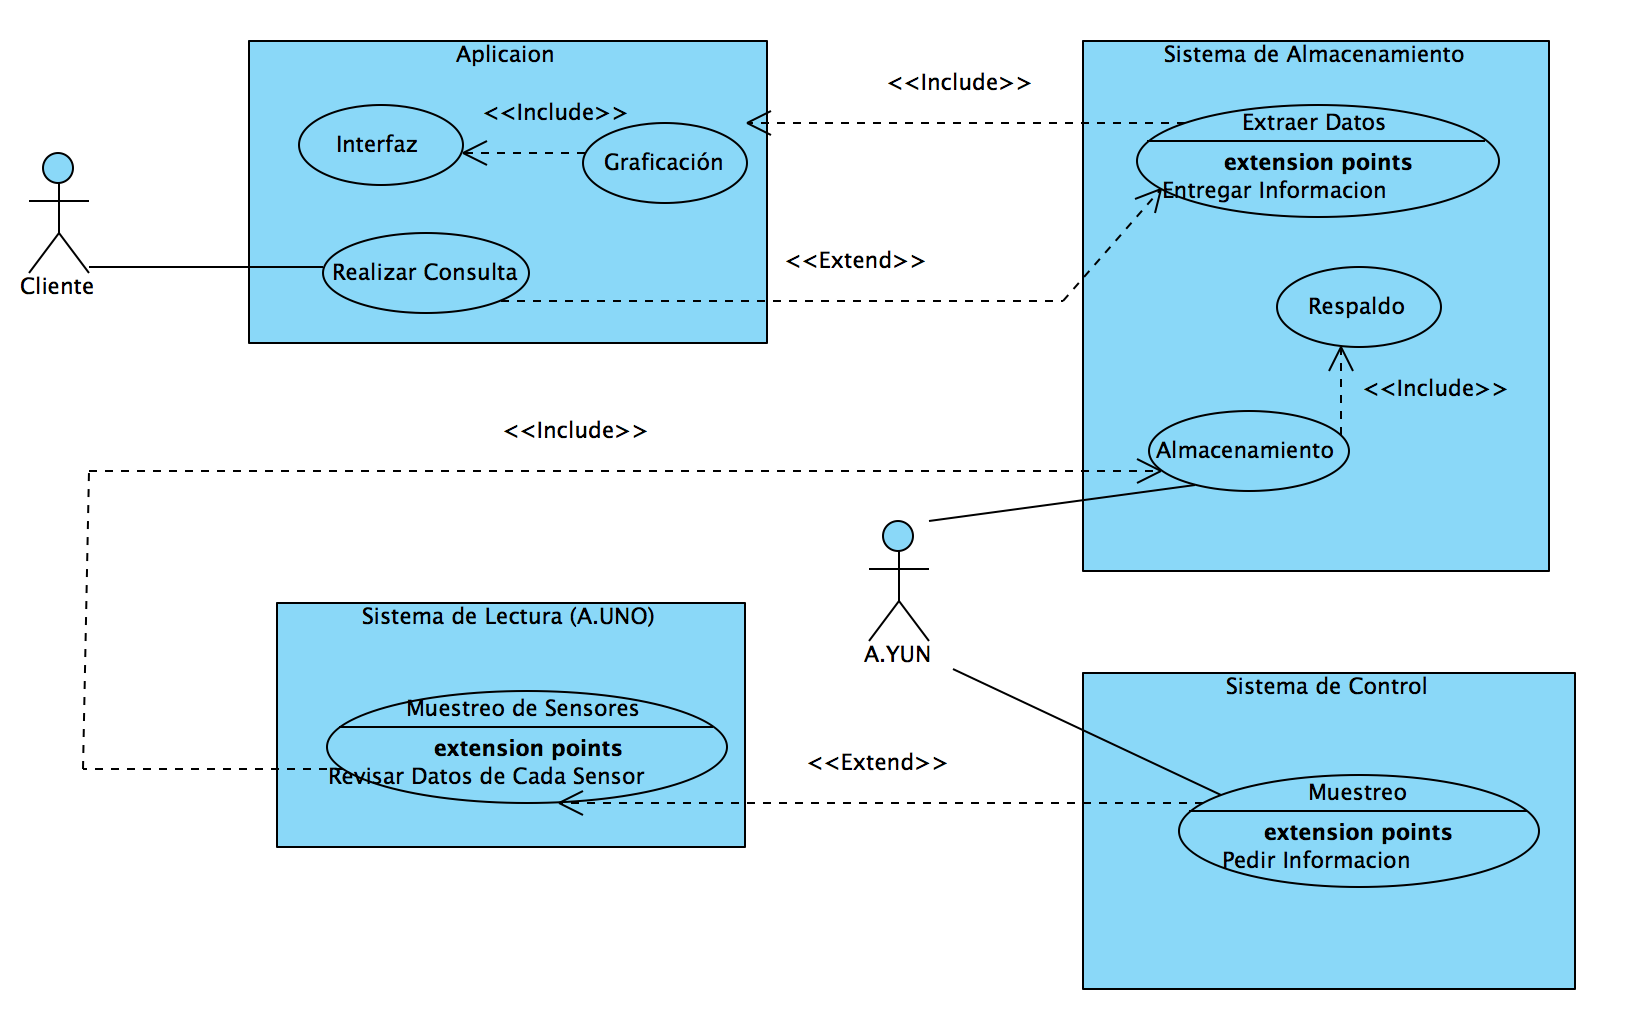 Aplicaion
<<Include>>
Interfaz
Graficación
Realizar Consulta
Cliente
<<Include>>
<<Extend>>
Sistema de Almacenamiento
Extraer Datos
extension points
Entregar Informacion
Respaldo
<<Include>>
Almacenamiento
<<Include>>
A.YUN
Sistema de Lectura (A.UNO)
Muestreo de Sensores
extension points
Revisar Datos de Cada Sensor
<<Extend>>
Sistema de Control
Muestreo
extension points
Pedir Informacion